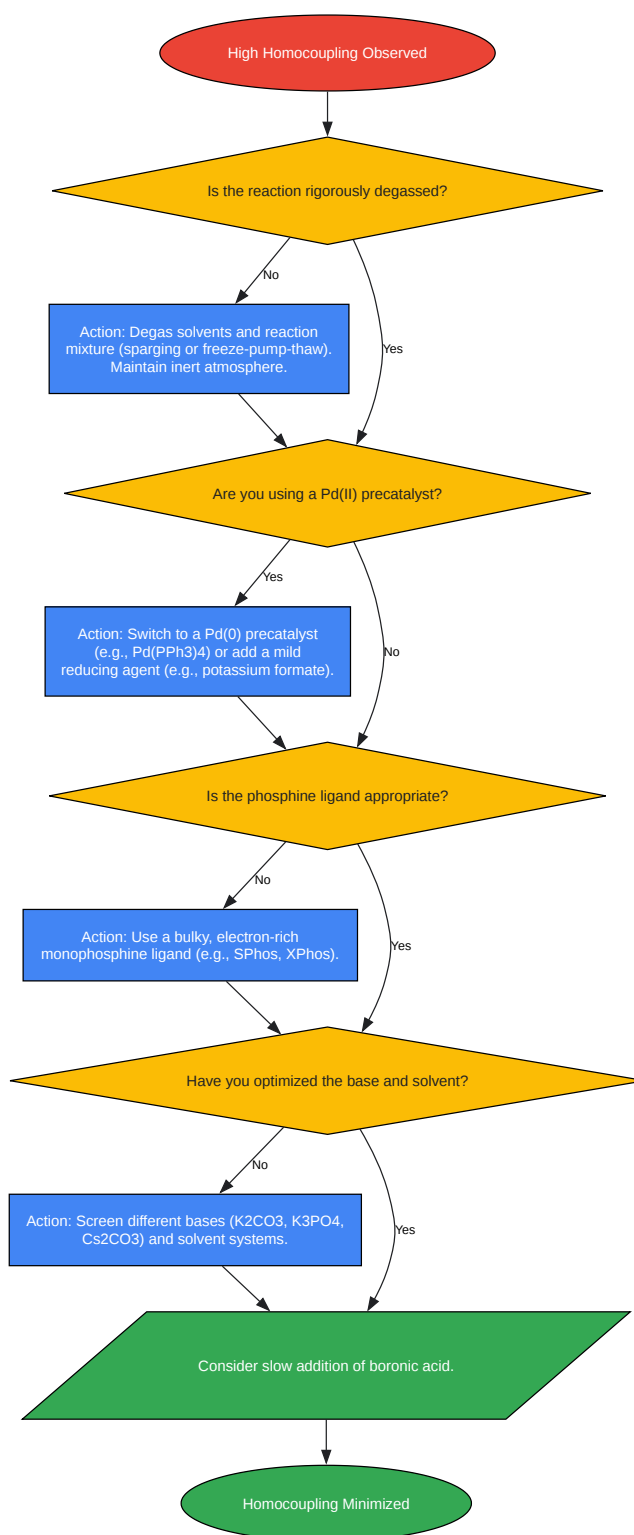 High Homocoupling Observed
Is the reaction rigorously degassed?
No
Action: Degas solvents and reaction
mixture (sparging or freeze-pump-thaw).
Maintain inert atmosphere.
Yes
Are you using a Pd(II) precatalyst?
Yes
Action: Switch to a Pd(0) precatalyst
(e.g., Pd(PPh3)4) or add a mild
reducing agent (e.g., potassium formate).
No
Is the phosphine ligand appropriate?
No
Action: Use a bulky, electron-rich
monophosphine ligand (e.g., SPhos, XPhos).
Yes
Have you optimized the base and solvent?
No
Action: Screen different bases (K2CO3, K3PO4,
Cs2CO3) and solvent systems.
Yes
Consider slow addition of boronic acid.
Homocoupling Minimized